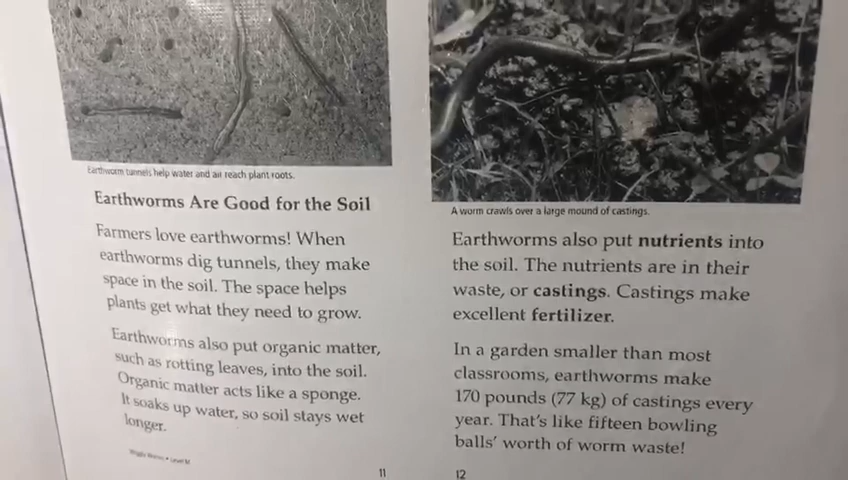 Earthworm tunnels help water and air reach plant roots.
Earthworms Are Good for the Soil
Farmers love earthworms! When
earthworms dig tunnels, they make
space in the soil. The space helps
plants get what they need to grow.
Earthworms also put organic matter,
such as rotting leaves, into the soil.
Organic matter acts like a sponge.
It soaks up water, so soil stays wet
longer.
Wiggly Worms • Level M
11
A worm crawls over a large mound of castings.
Earthworms also put nutrients into
the soil. The nutrients are in their
waste, or castings. Castings make
excellent fertilizer.
In a garden smaller than most
classrooms, earthworms make
170 pounds (77 kg) of castings every
year. That's like fifteen bowling
balls' worth of worm waste!
12